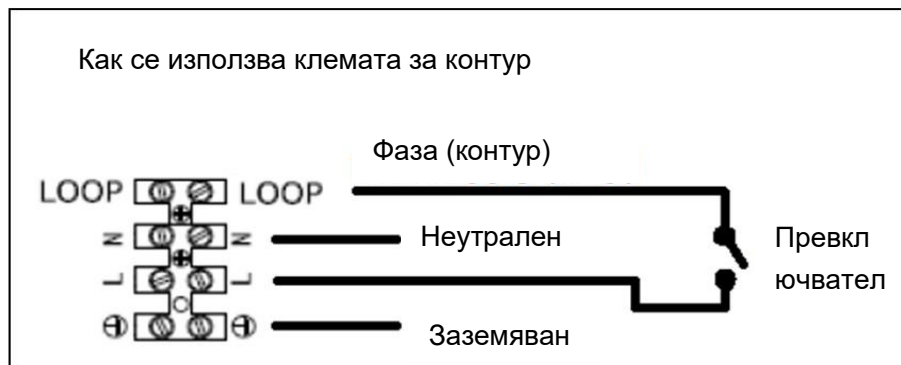 Как се използва клемата за контур
Фаза (контур)
LOOP LOOP
N N Неутрален Превкл
L L ючвател
Заземяван